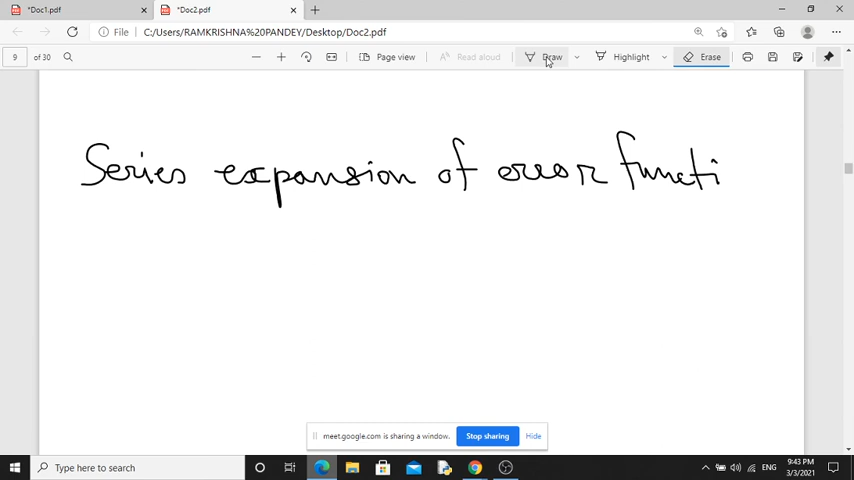 *Doc1.pdf
*Doc2.pdf
File
C:/Users/RAMKRISHNA%20PANDEY/Desktop/Doc2.pdf
9 of 30
Page view
Read aloud
Draw
Highlight
Erase
Series expansion of error functi
meet.google.com is sharing a window.
Stop sharing
Hide
Type here to search
ENG
9:43 PM
3/3/2021